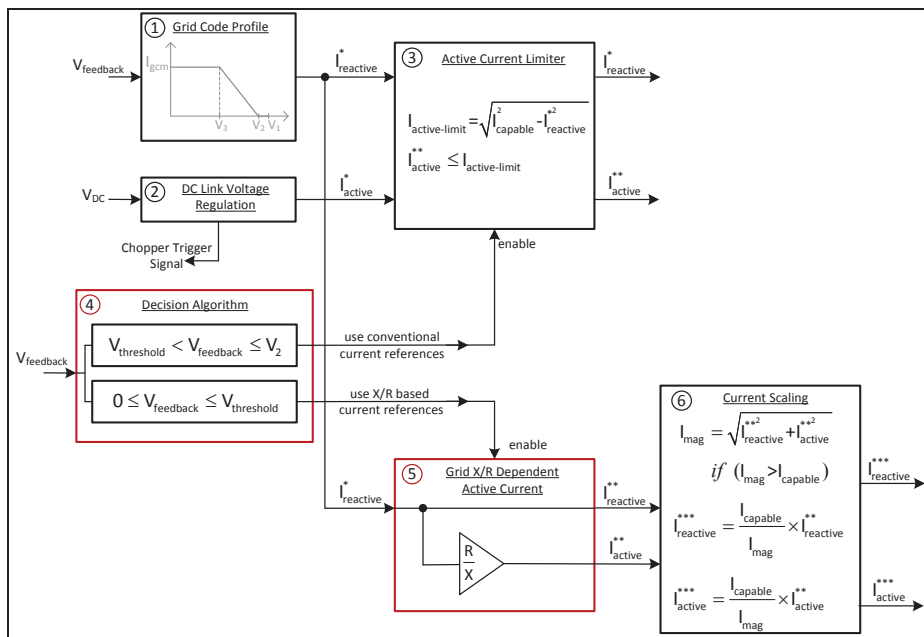 ① Grid Code Profile
V_feedback
I_gcm
V_3 V_2 V_1
I*_reactive
③ Active Current Limiter
I_active-limit = √(I²_capable - I*²_reactive)
I**_active ≤ I_active-limit
I*_reactive
I**_active
② DC Link Voltage
Regulation
V_DC
I*_active
Chopper Trigger
Signal
enable
④ Decision Algorithm
V_feedback
V_threshold < V_feedback ≤ V_2
use conventional
current references
0 ≤ V_feedback ≤ V_threshold
use X/R based
current references
enable
⑤ Grid X/R Dependent
Active Current
I*_reactive
R/X
I**_reactive
I**_active
⑥ Current Scaling
I_mag = √(I**²_reactive + I**²_active)
if (I_mag > I_capable)
I***_reactive = I_capable/I_mag × I**_reactive
I***_active = I_capable/I_mag × I**_active
I***_reactive
I***_active